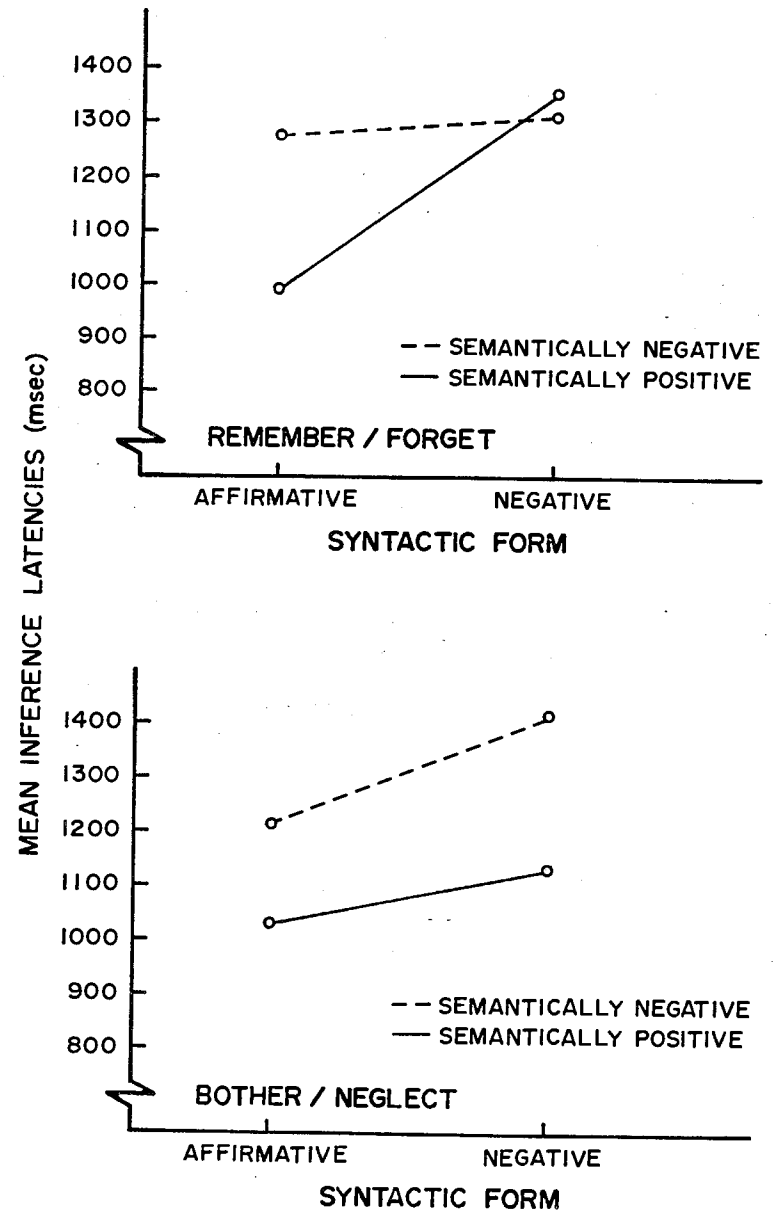 MEAN INFERENCE LATENCIES (msec)
1400
1300
1200
1100
1000
900
800
-- SEMANTICALLY NEGATIVE
— SEMANTICALLY POSITIVE
REMEMBER / FORGET
AFFIRMATIVE NEGATIVE
SYNTACTIC FORM
1400
1300
1200
1100
1000
900
800
-- SEMANTICALLY NEGATIVE
— SEMANTICALLY POSITIVE
BOTHER / NEGLECT
AFFIRMATIVE NEGATIVE
SYNTACTIC FORM